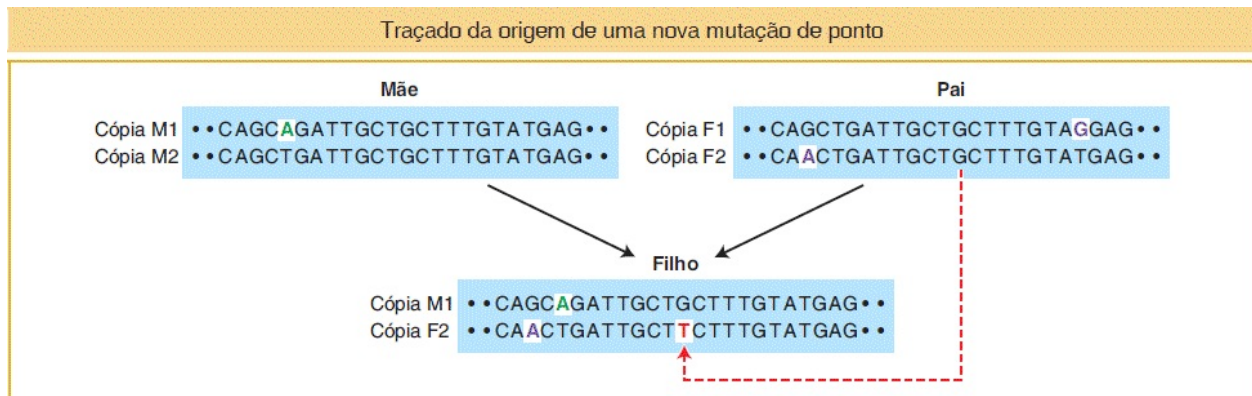 Traçado da origem de uma nova mutação de ponto
Mãe
Cópia M1 ••CAGCAGATTGCTGCTTTGTATGAG••
Cópia M2 ••CAGCTGATTGCTGCTTTGTATGAG••
Pai
Cópia F1 ••CAGCTGATTGCTGCTTTGTAGGAG••
Cópia F2 ••CAACTGATTGCTGCTTTGTATGAG••
Filho
Cópia M1 ••CAGCAGATTGCTGCTTTGTATGAG••
Cópia F2 ••CAACTGATTGCTTCTTTGTATGAG••